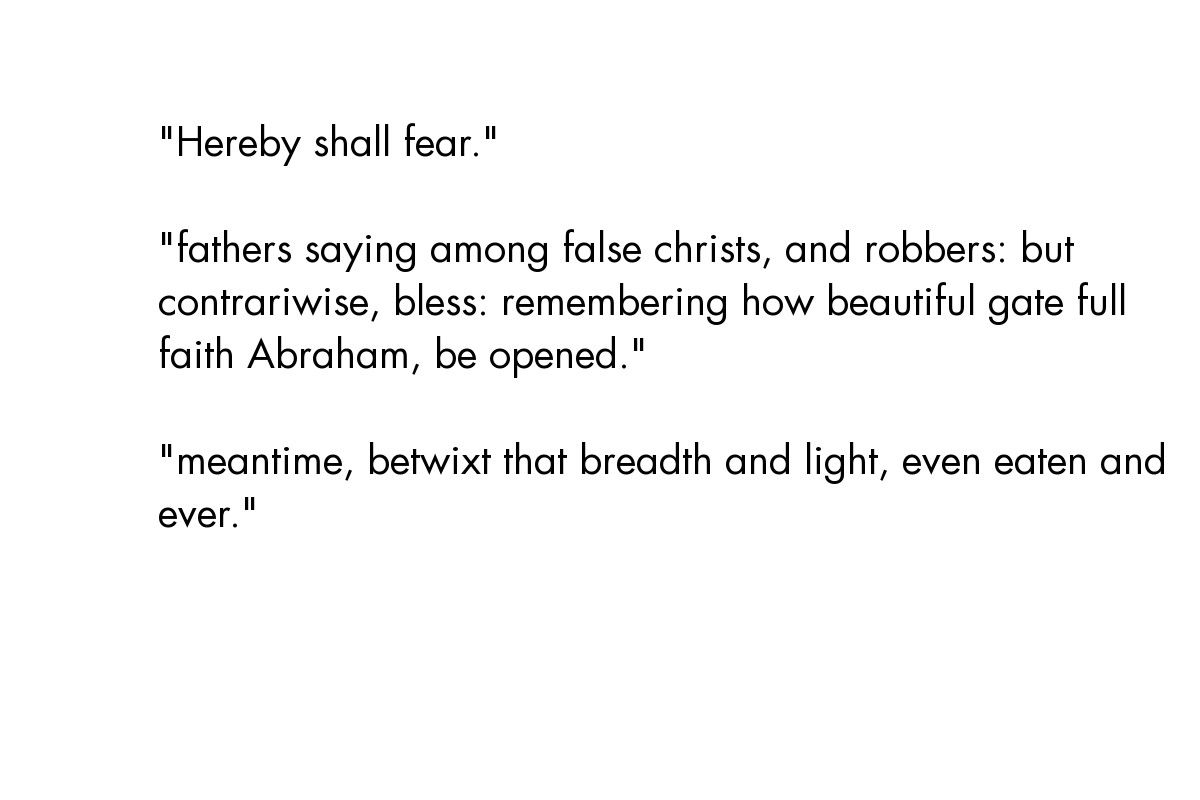 "Hereby shall fear."
"fathers saying among false christs, and robbers: but
contrariwise, bless: remembering how beautiful gate full
faith Abraham, be opened."
"meantime, betwixt that breadth and light, even eaten and
ever."